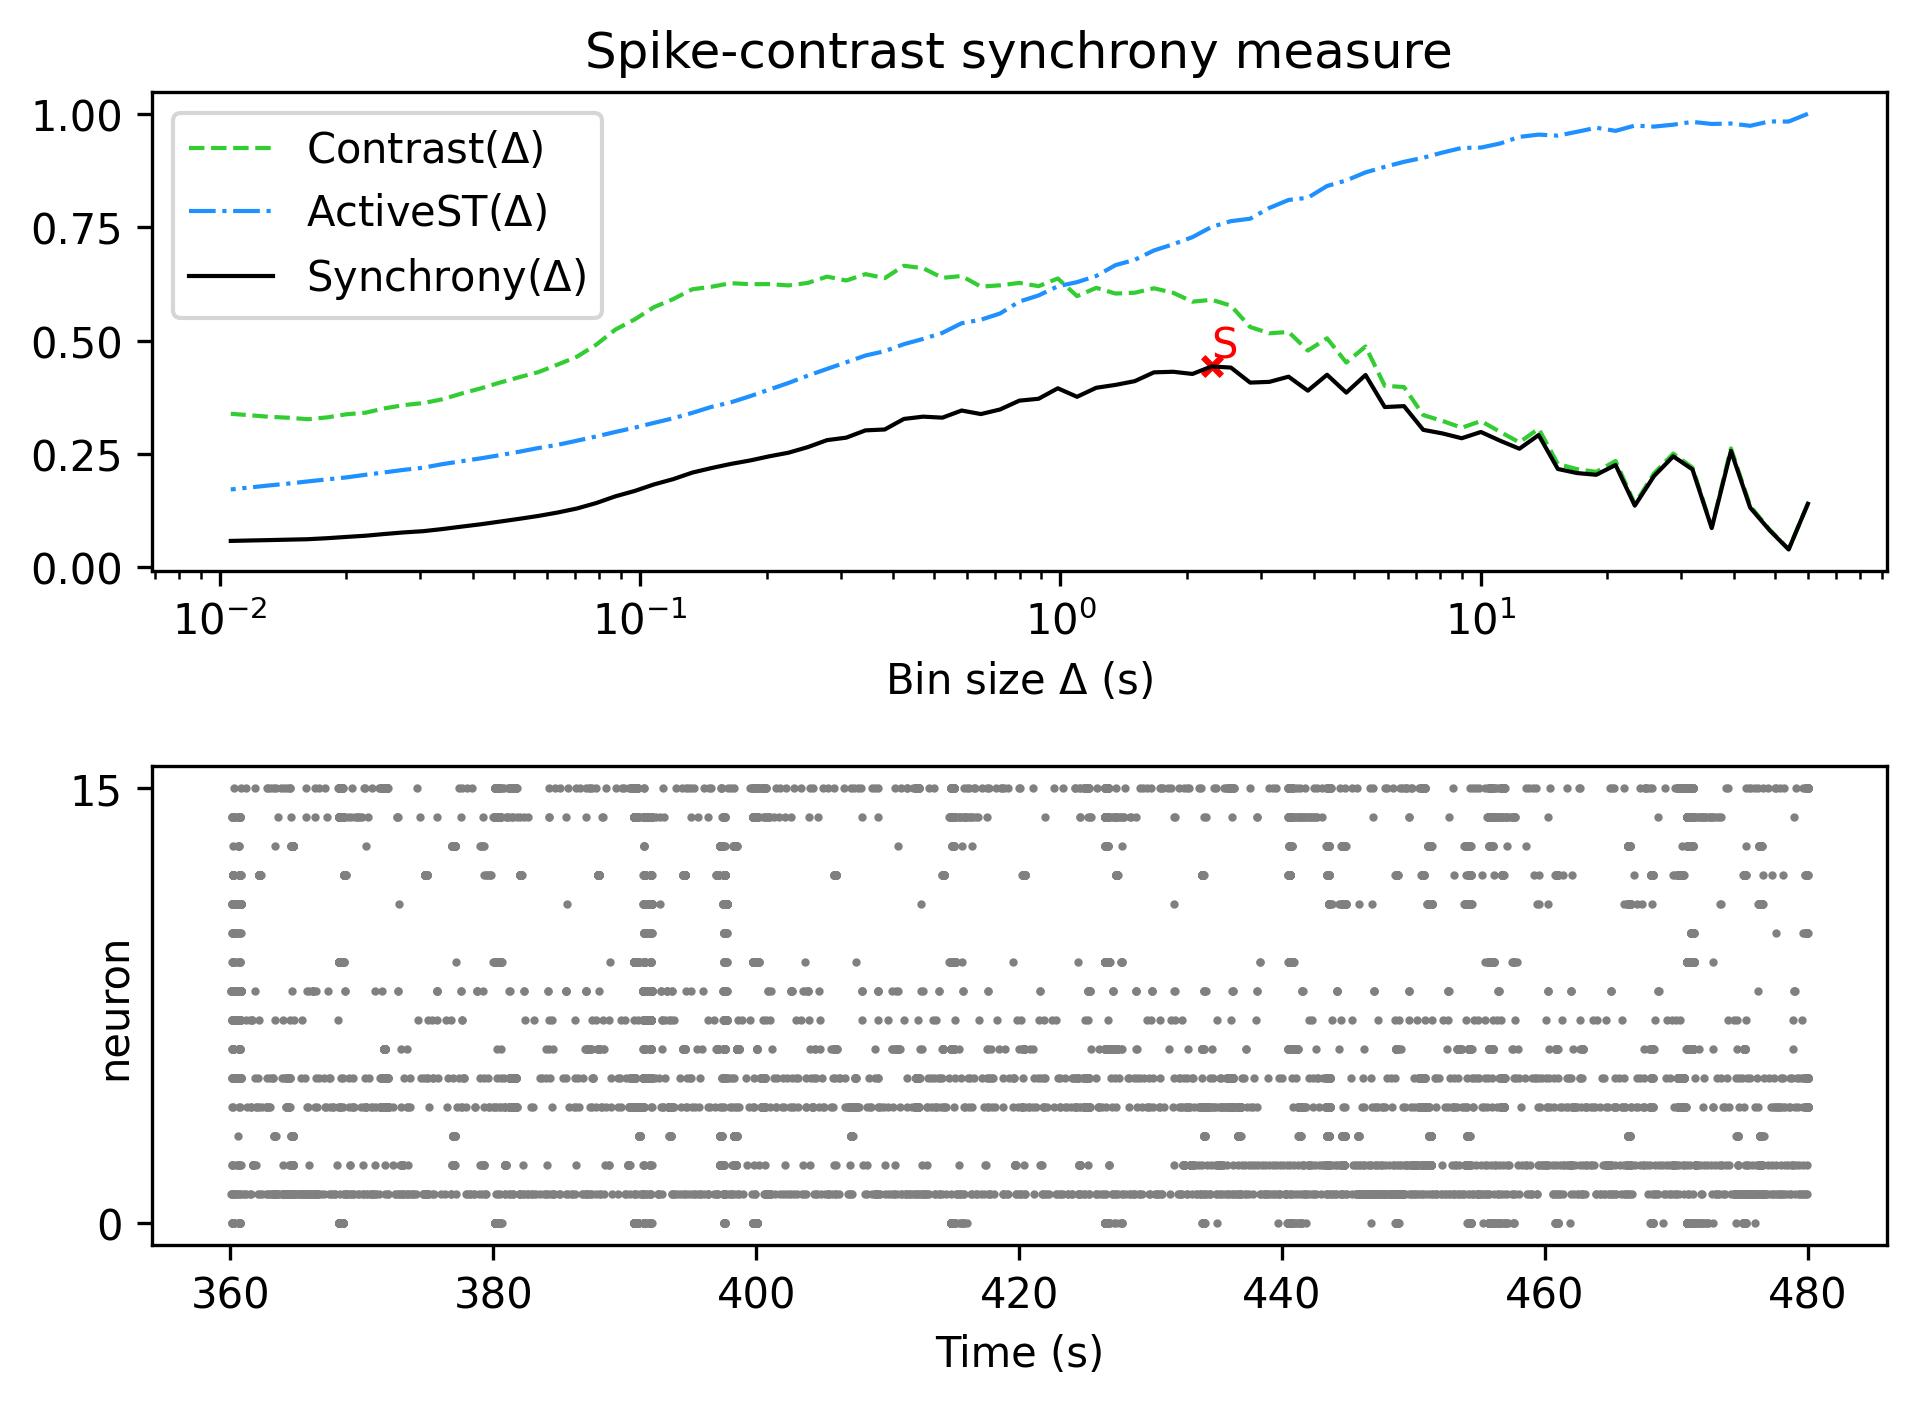 Spike-contrast synchrony measure
1.00
0.75
0.50
0.25
0.00
Contrast(Δ)
ActiveST(Δ)
Synchrony(Δ)
S
10⁻² 10⁻¹ 10⁰ 10¹
Bin size Δ (s)
15
0
neuron
360 380 400 420 440 460 480
Time (s)